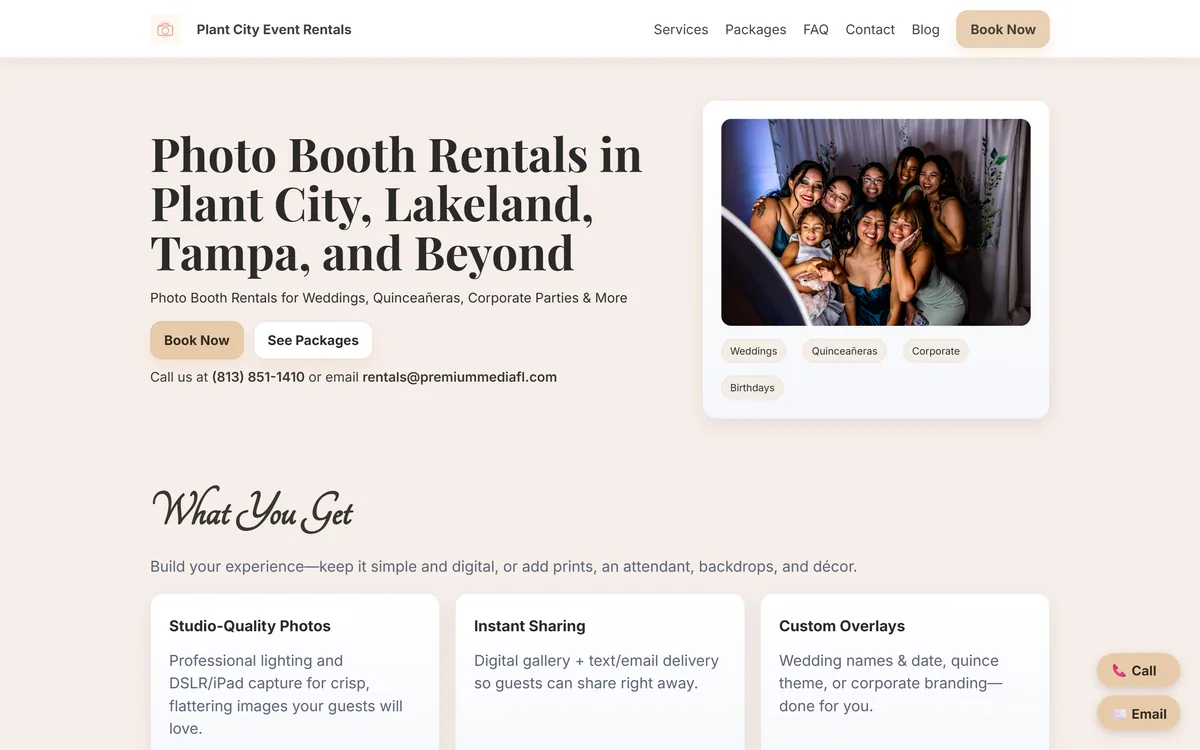 Plant City Event Rentals
Services Packages FAQ Contact Blog Book Now
Photo Booth Rentals in
Plant City, Lakeland,
Tampa, and Beyond
Photo Booth Rentals for Weddings, Quinceañeras, Corporate Parties & More
Book Now See Packages
Call us at (813) 851-1410 or email rentals@premiummediafl.com
Weddings Quinceañeras Corporate
Birthdays
What You Get
Build your experience—keep it simple and digital, or add prints, an attendant, backdrops, and décor.
Studio-Quality Photos
Professional lighting and
DSLR/iPad capture for crisp,
flattering images your guests will
love.
Instant Sharing
Digital gallery + text/email delivery
so guests can share right away.
Custom Overlays
Wedding names & date, quince
theme, or corporate branding—
done for you.
Call
Email